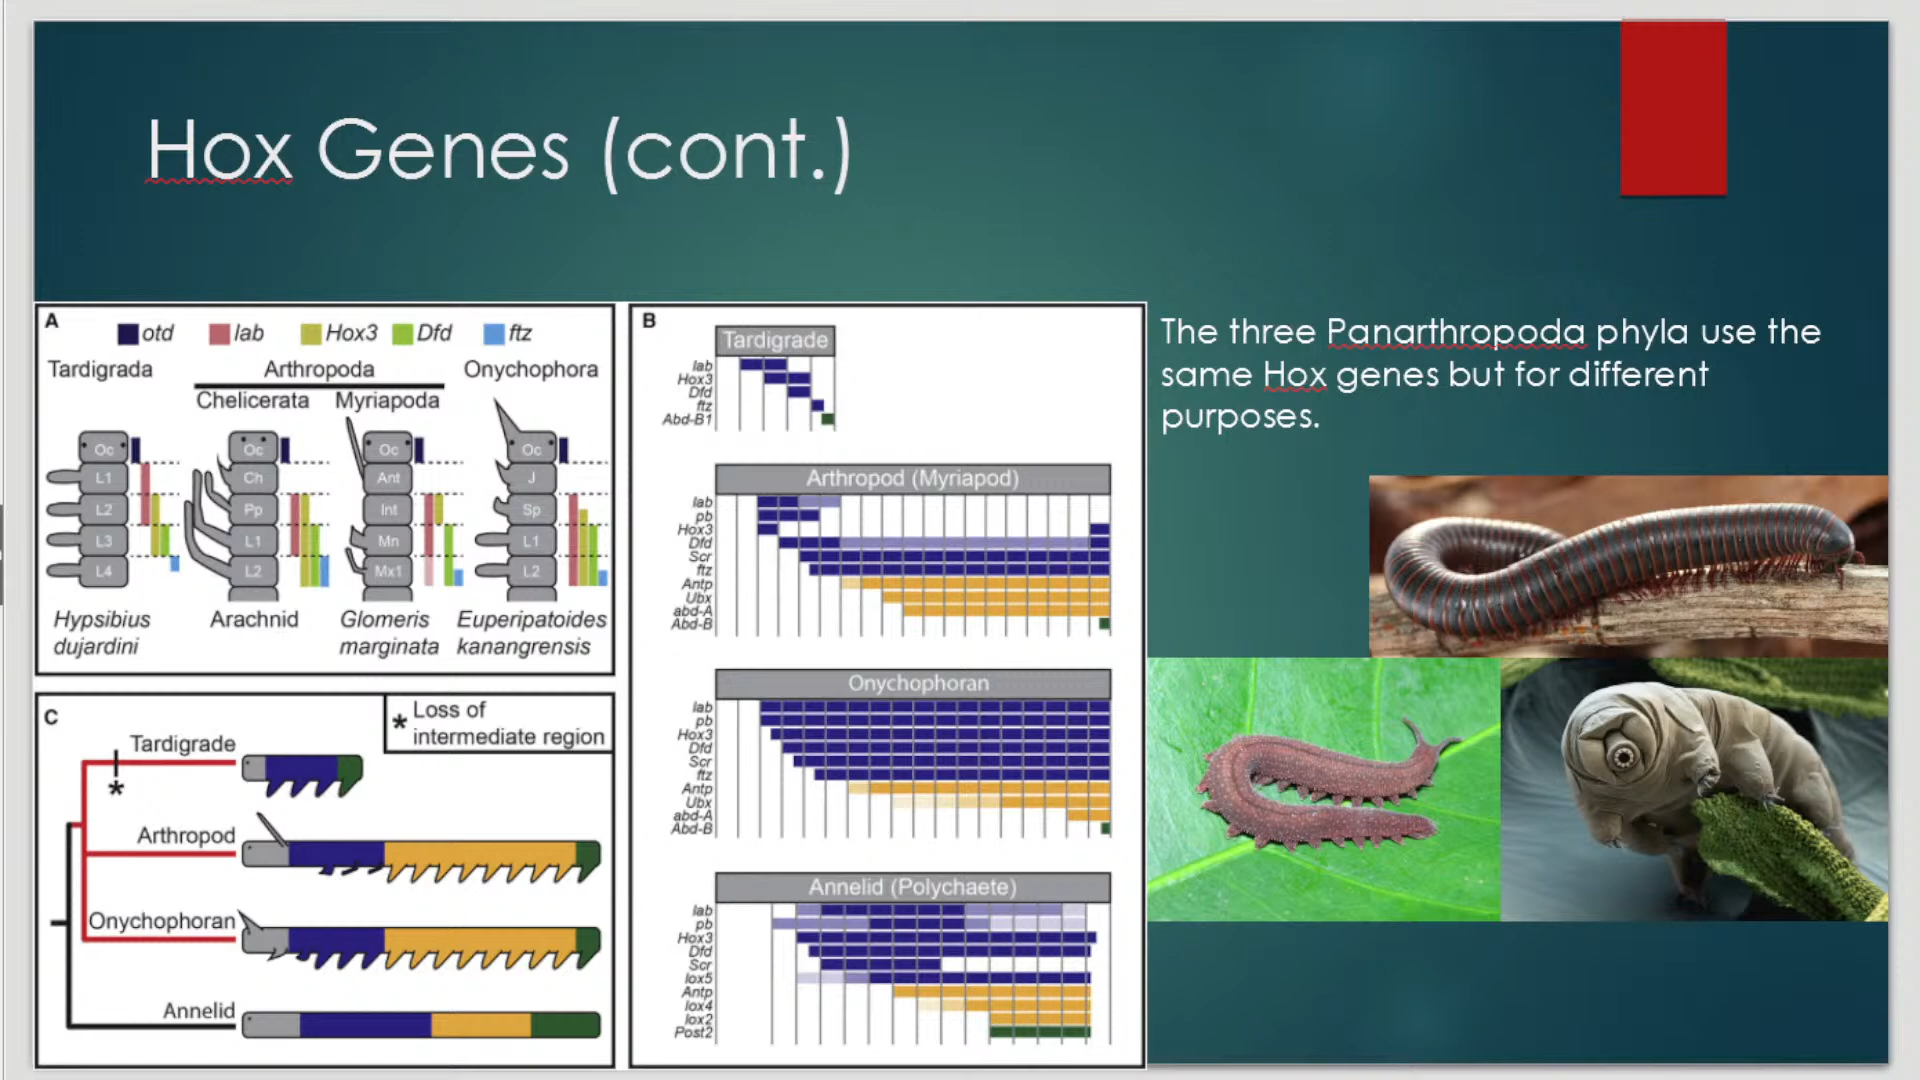 Hox Genes (cont.)
A
otd lab Hox3 Dfd ftz
Tardigrada Arthropoda Onychophora
Chelicerata Myriapoda
Oc Oc Oc Oc
L1 Ch Ant J
L2 Pp Int Sp
L3 L1 Mn L1
L4 L2 Mx1 L2
Hypsibius Arachnid Glomeris Euperipatoides
dujardini marginata kanangrensis
C
* Loss of
intermediate region
Tardigrade
*
Arthropod
Onychophoran
Annelid
B
Tardigrade
lab
Hox3
Dfd
ftz
Abd-B1
Arthropod (Myriapod)
lab
pb
Hox3
Dfd
Scr
ftz
Antp
Ubx
abd-A
Abd-B
Onychophoran
lab
pb
Hox3
Dfd
Scr
ftz
Antp
Ubx
abd-A
Abd-B
Annelid (Polychaete)
lab
pb
Hox3
Dfd
Scr
lox5
Antp
lox4
lox2
Post2
The three Panarthropoda phyla use the
same Hox genes but for different
purposes.